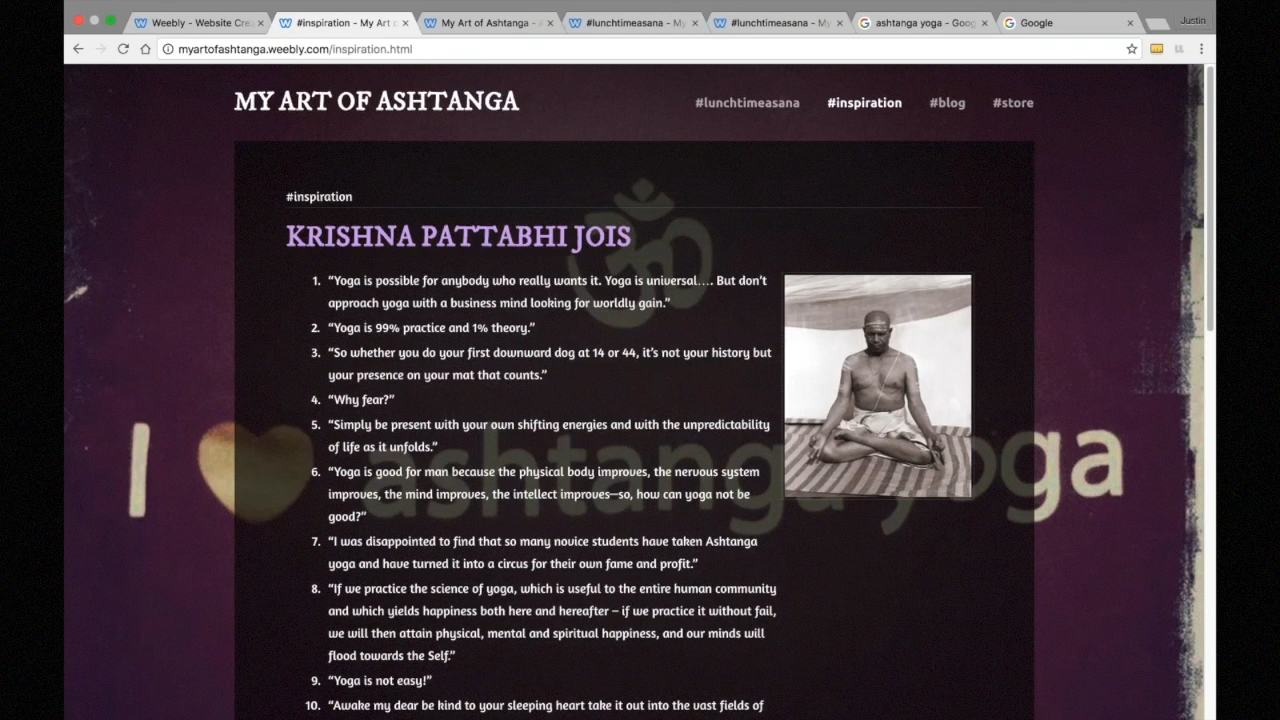 Weebly - Website Cre
#inspiration - My Art o
My Art of Ashtanga - A
#lunchtimeasana - My
#lunchtimeasana - My
ashtanga yoga - Goog
Google
Justin
myartofashtanga.weebly.com/inspiration.html
MY ART OF ASHTANGA
#lunchtimeasana #inspiration #blog #store
#inspiration
KRISHNA PATTABHI JOIS
1. “Yoga is possible for anybody who really wants it. Yoga is universal…. But don’t
approach yoga with a business mind looking for worldly gain.”
2. “Yoga is 99% practice and 1% theory.”
3. “So whether you do your first downward dog at 14 or 44, it’s not your history but
your presence on your mat that counts.”
4. “Why fear?”
5. “Simply be present with your own shifting energies and with the unpredictability
of life as it unfolds.”
6. “Yoga is good for man because the physical body improves, the nervous system
improves, the mind improves, the intellect improves—so, how can yoga not be
good?”
7. “I was disappointed to find that so many novice students have taken Ashtanga
yoga and have turned it into a circus for their own fame and profit.”
8. “If we practice the science of yoga, which is useful to the entire human community
and which yields happiness both here and hereafter – if we practice it without fail,
we will then attain physical, mental and spiritual happiness, and our minds will
flood towards the Self.”
9. “Yoga is not easy!”
10. “Awake my dear be kind to your sleeping heart take it out into the vast fields of
I ashtanga yoga
ॐ